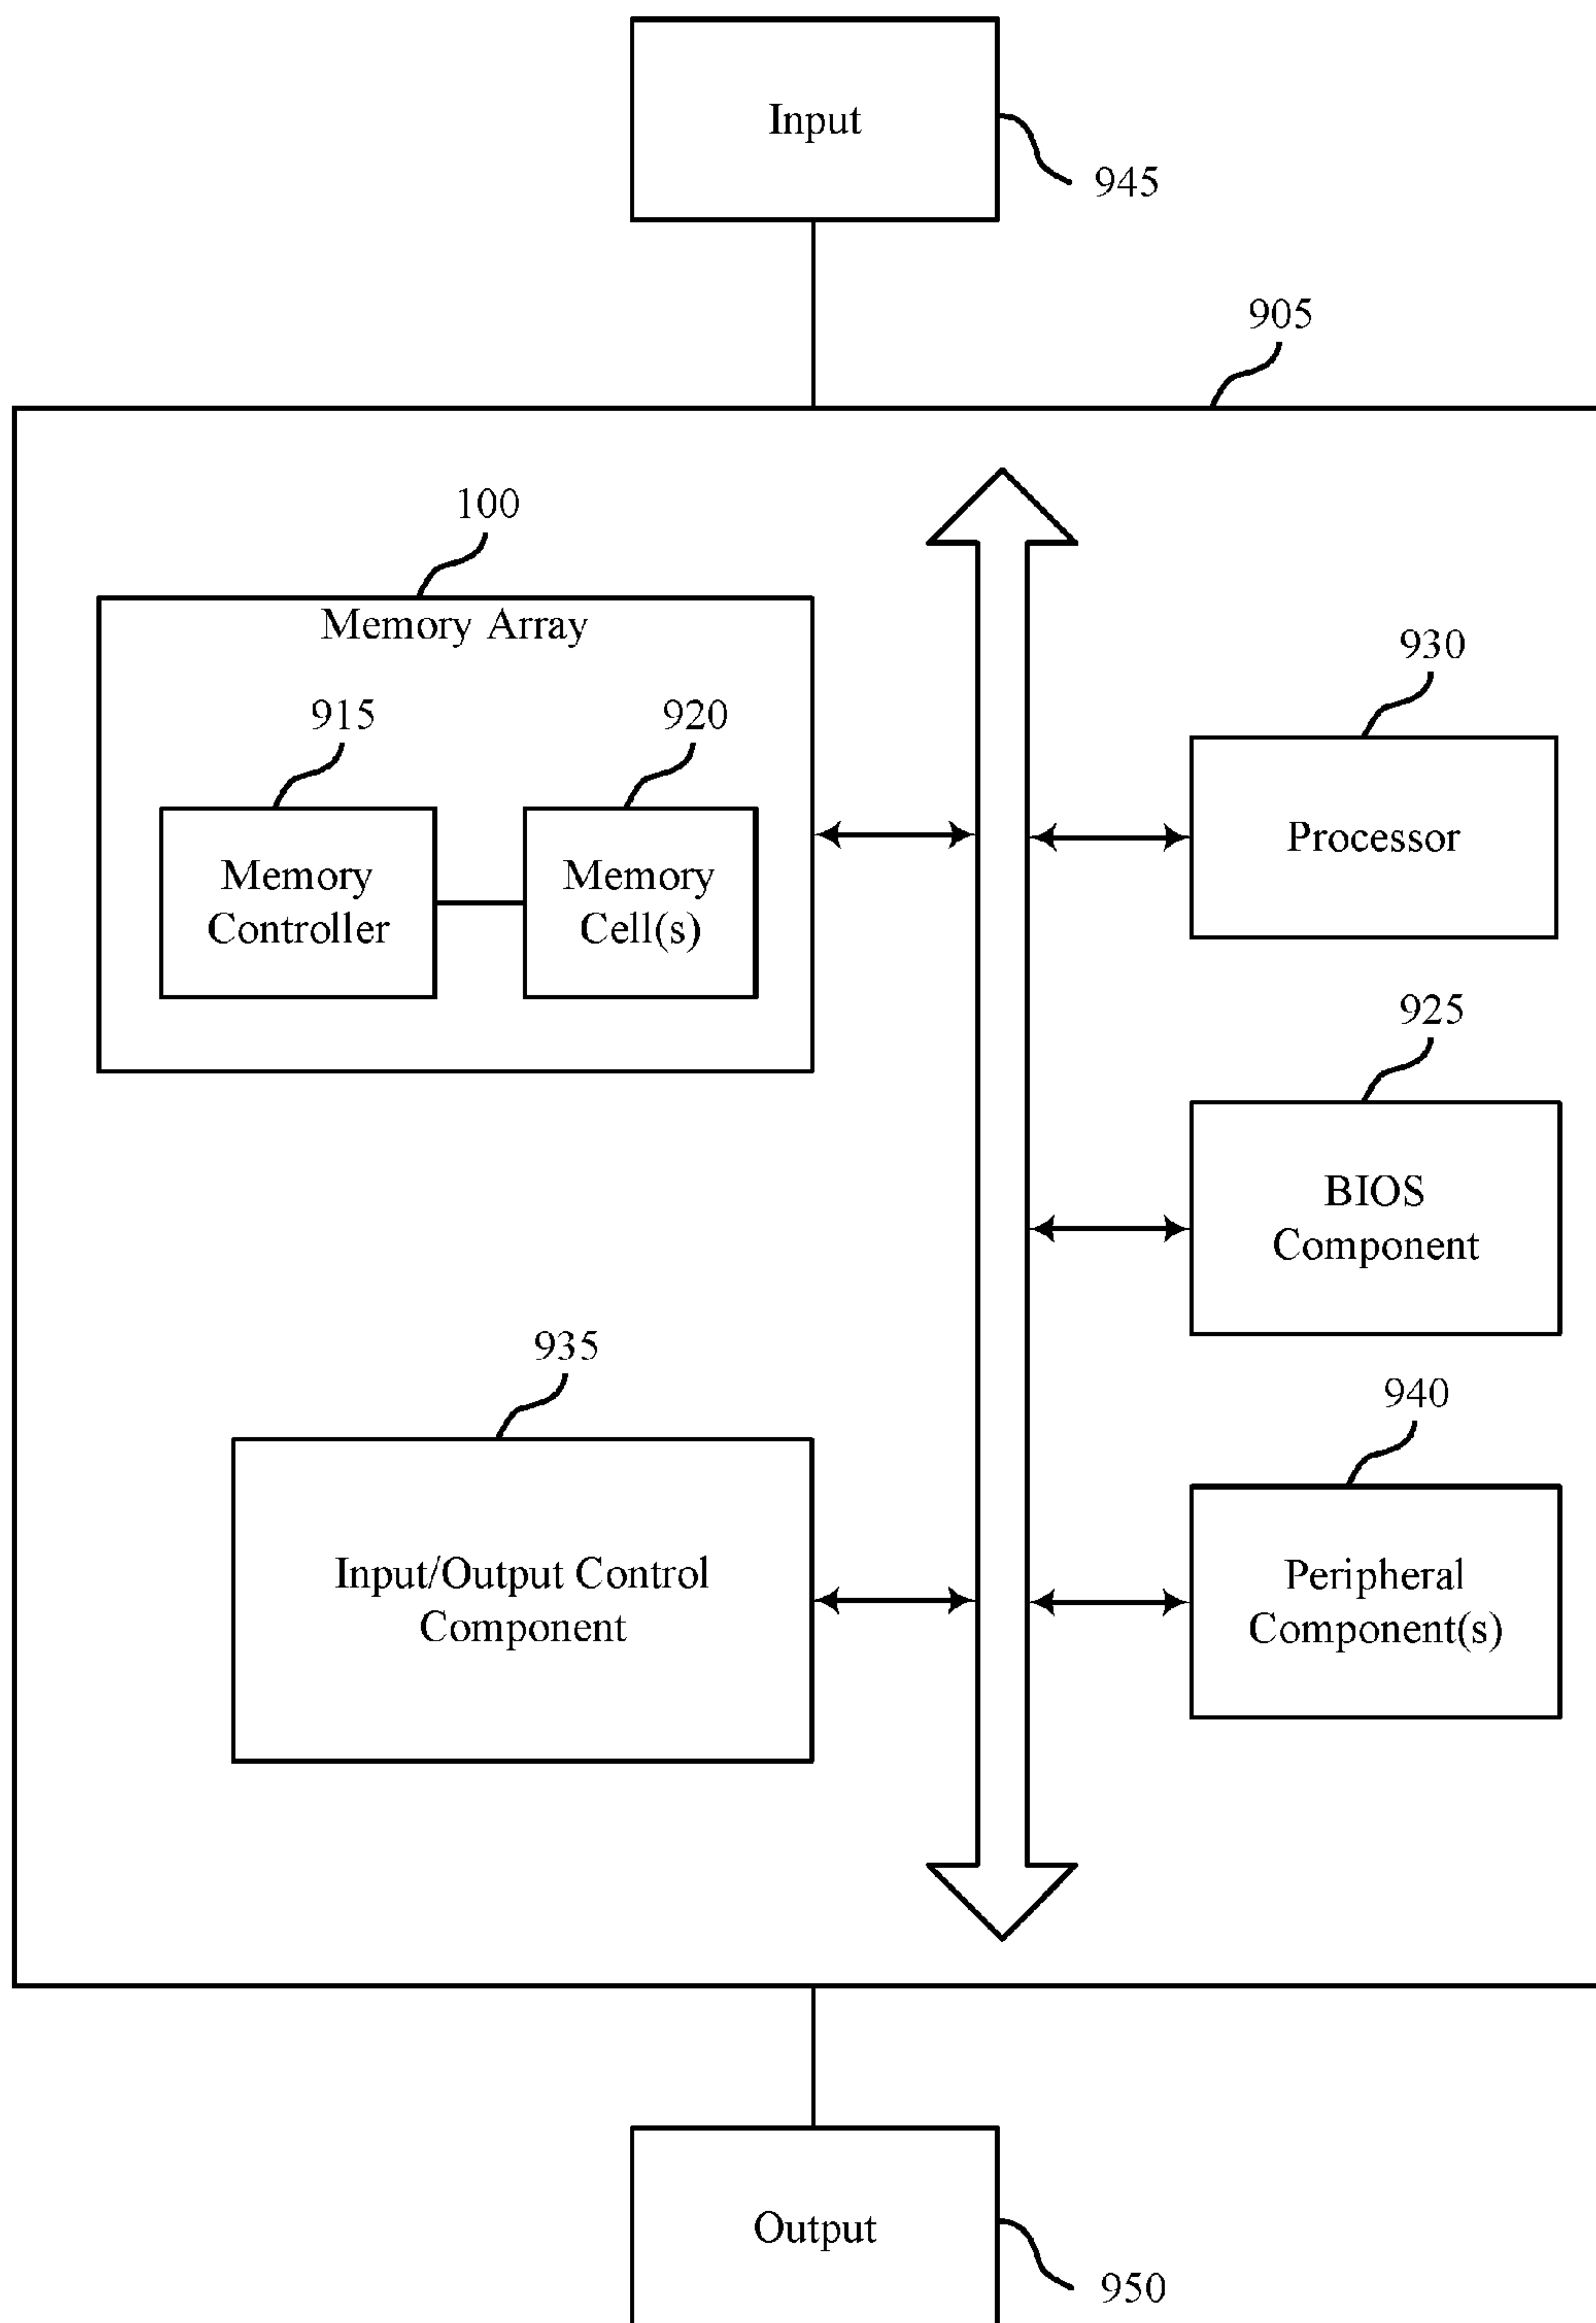 Input
945
905
100
Memory Array
930
915
920
Processor
Memory
Controller
Memory
Cell(s)
925
BIOS
Component
935
940
Input/Output Control
Component
Peripheral
Component(s)
Output
950